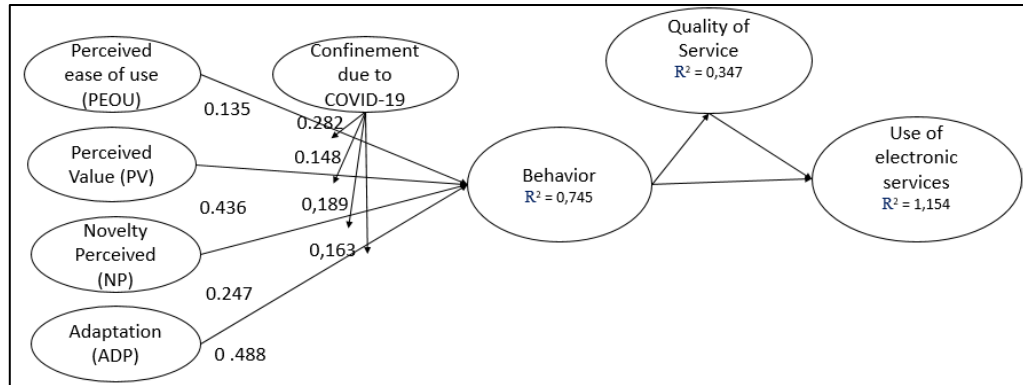 Perceived
ease of use
(PEOU)
0.135
Confinement
due to
COVID-19
0.282
0.148
0,189
0,163
Perceived
Value (PV)
0.436
Novelty
Perceived
(NP)
0.247
Adaptation
(ADP)
0 .488
Behavior
R² = 0,745
Quality of
Service
R² = 0,347
Use of
electronic
services
R² = 1,154